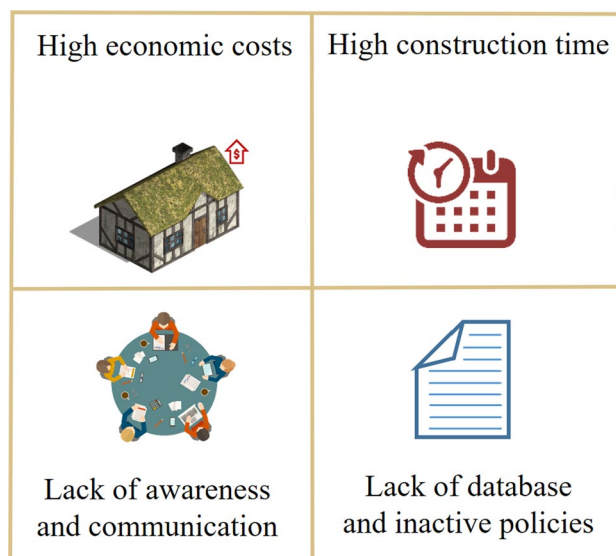 High economic costs
High construction time
$
Lack of awareness
and communication
Lack of database
and inactive policies